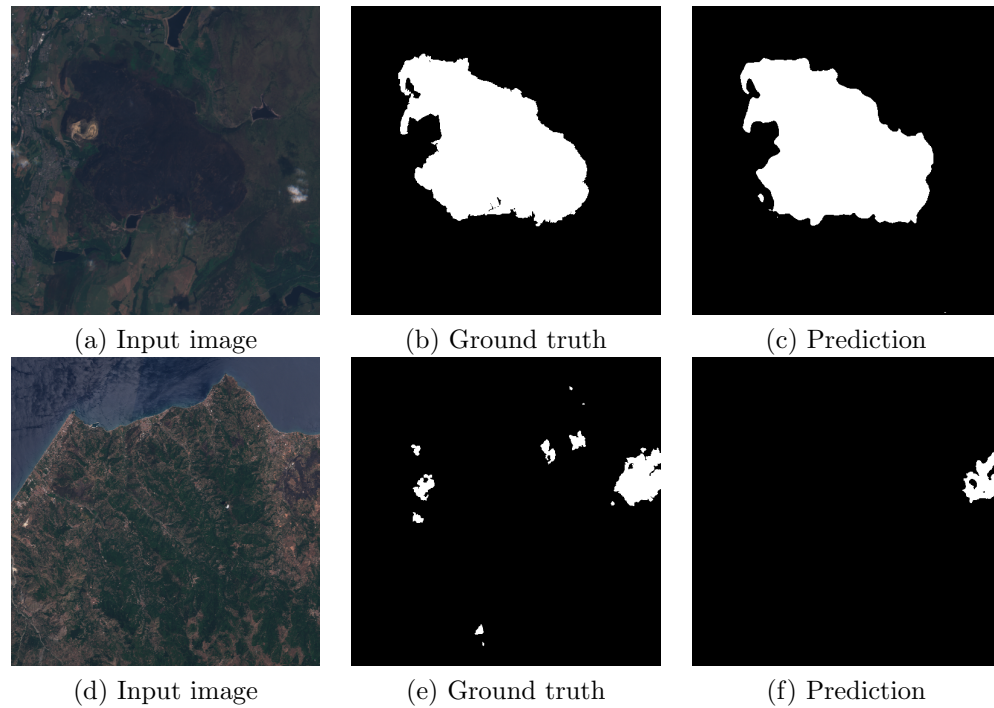 (a) Input image
(b) Ground truth
(c) Prediction
(d) Input image
(e) Ground truth
(f) Prediction